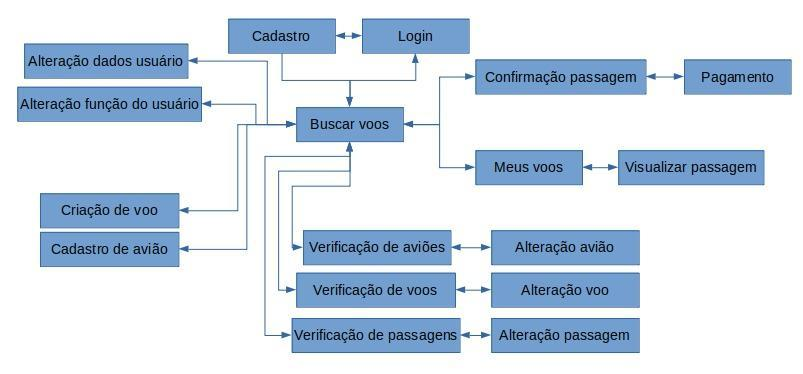 Cadastro
Login
Alteração dados usuário
Confirmação passagem
Pagamento
Alteração função do usuário
Buscar voos
Meus voos
Visualizar passagem
Criação de voo
Cadastro de avião
Verificação de aviões
Alteração avião
Verificação de voos
Alteração voo
Verificação de passagens
Alteração passagem